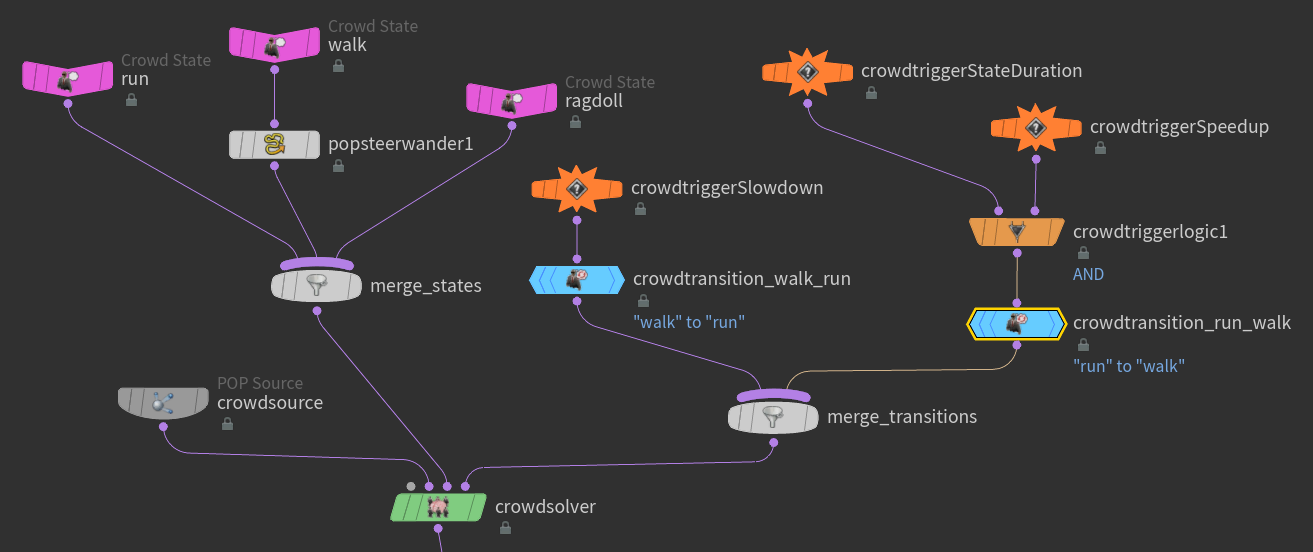 Crowd State
walk
Crowd State
run
Crowd State
ragdoll
popsteerwander1
crowdtriggerStateDuration
crowdtriggerSpeedup
crowdtriggerSlowdown
crowdtriggerlogic1
AND
merge_states
crowdtransition_walk_run
"walk" to "run"
crowdtransition_run_walk
"run" to "walk"
POP Source
crowdsource
merge_transitions
crowdsolver